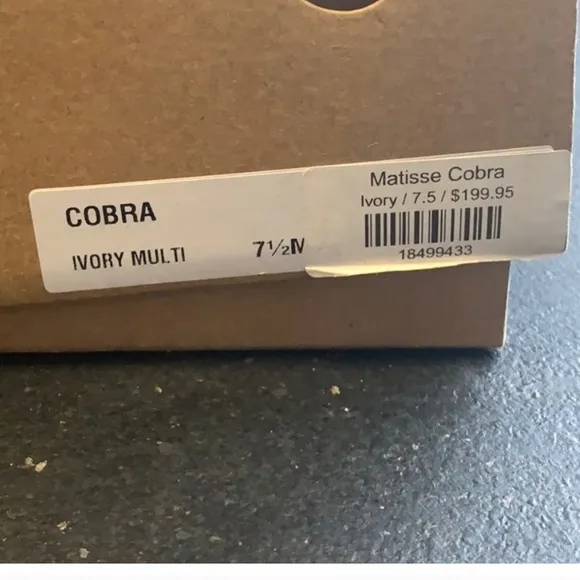 COBRA
IVORY MULTI 7½M
Matisse Cobra
Ivory / 7.5 / $199.95
18499433